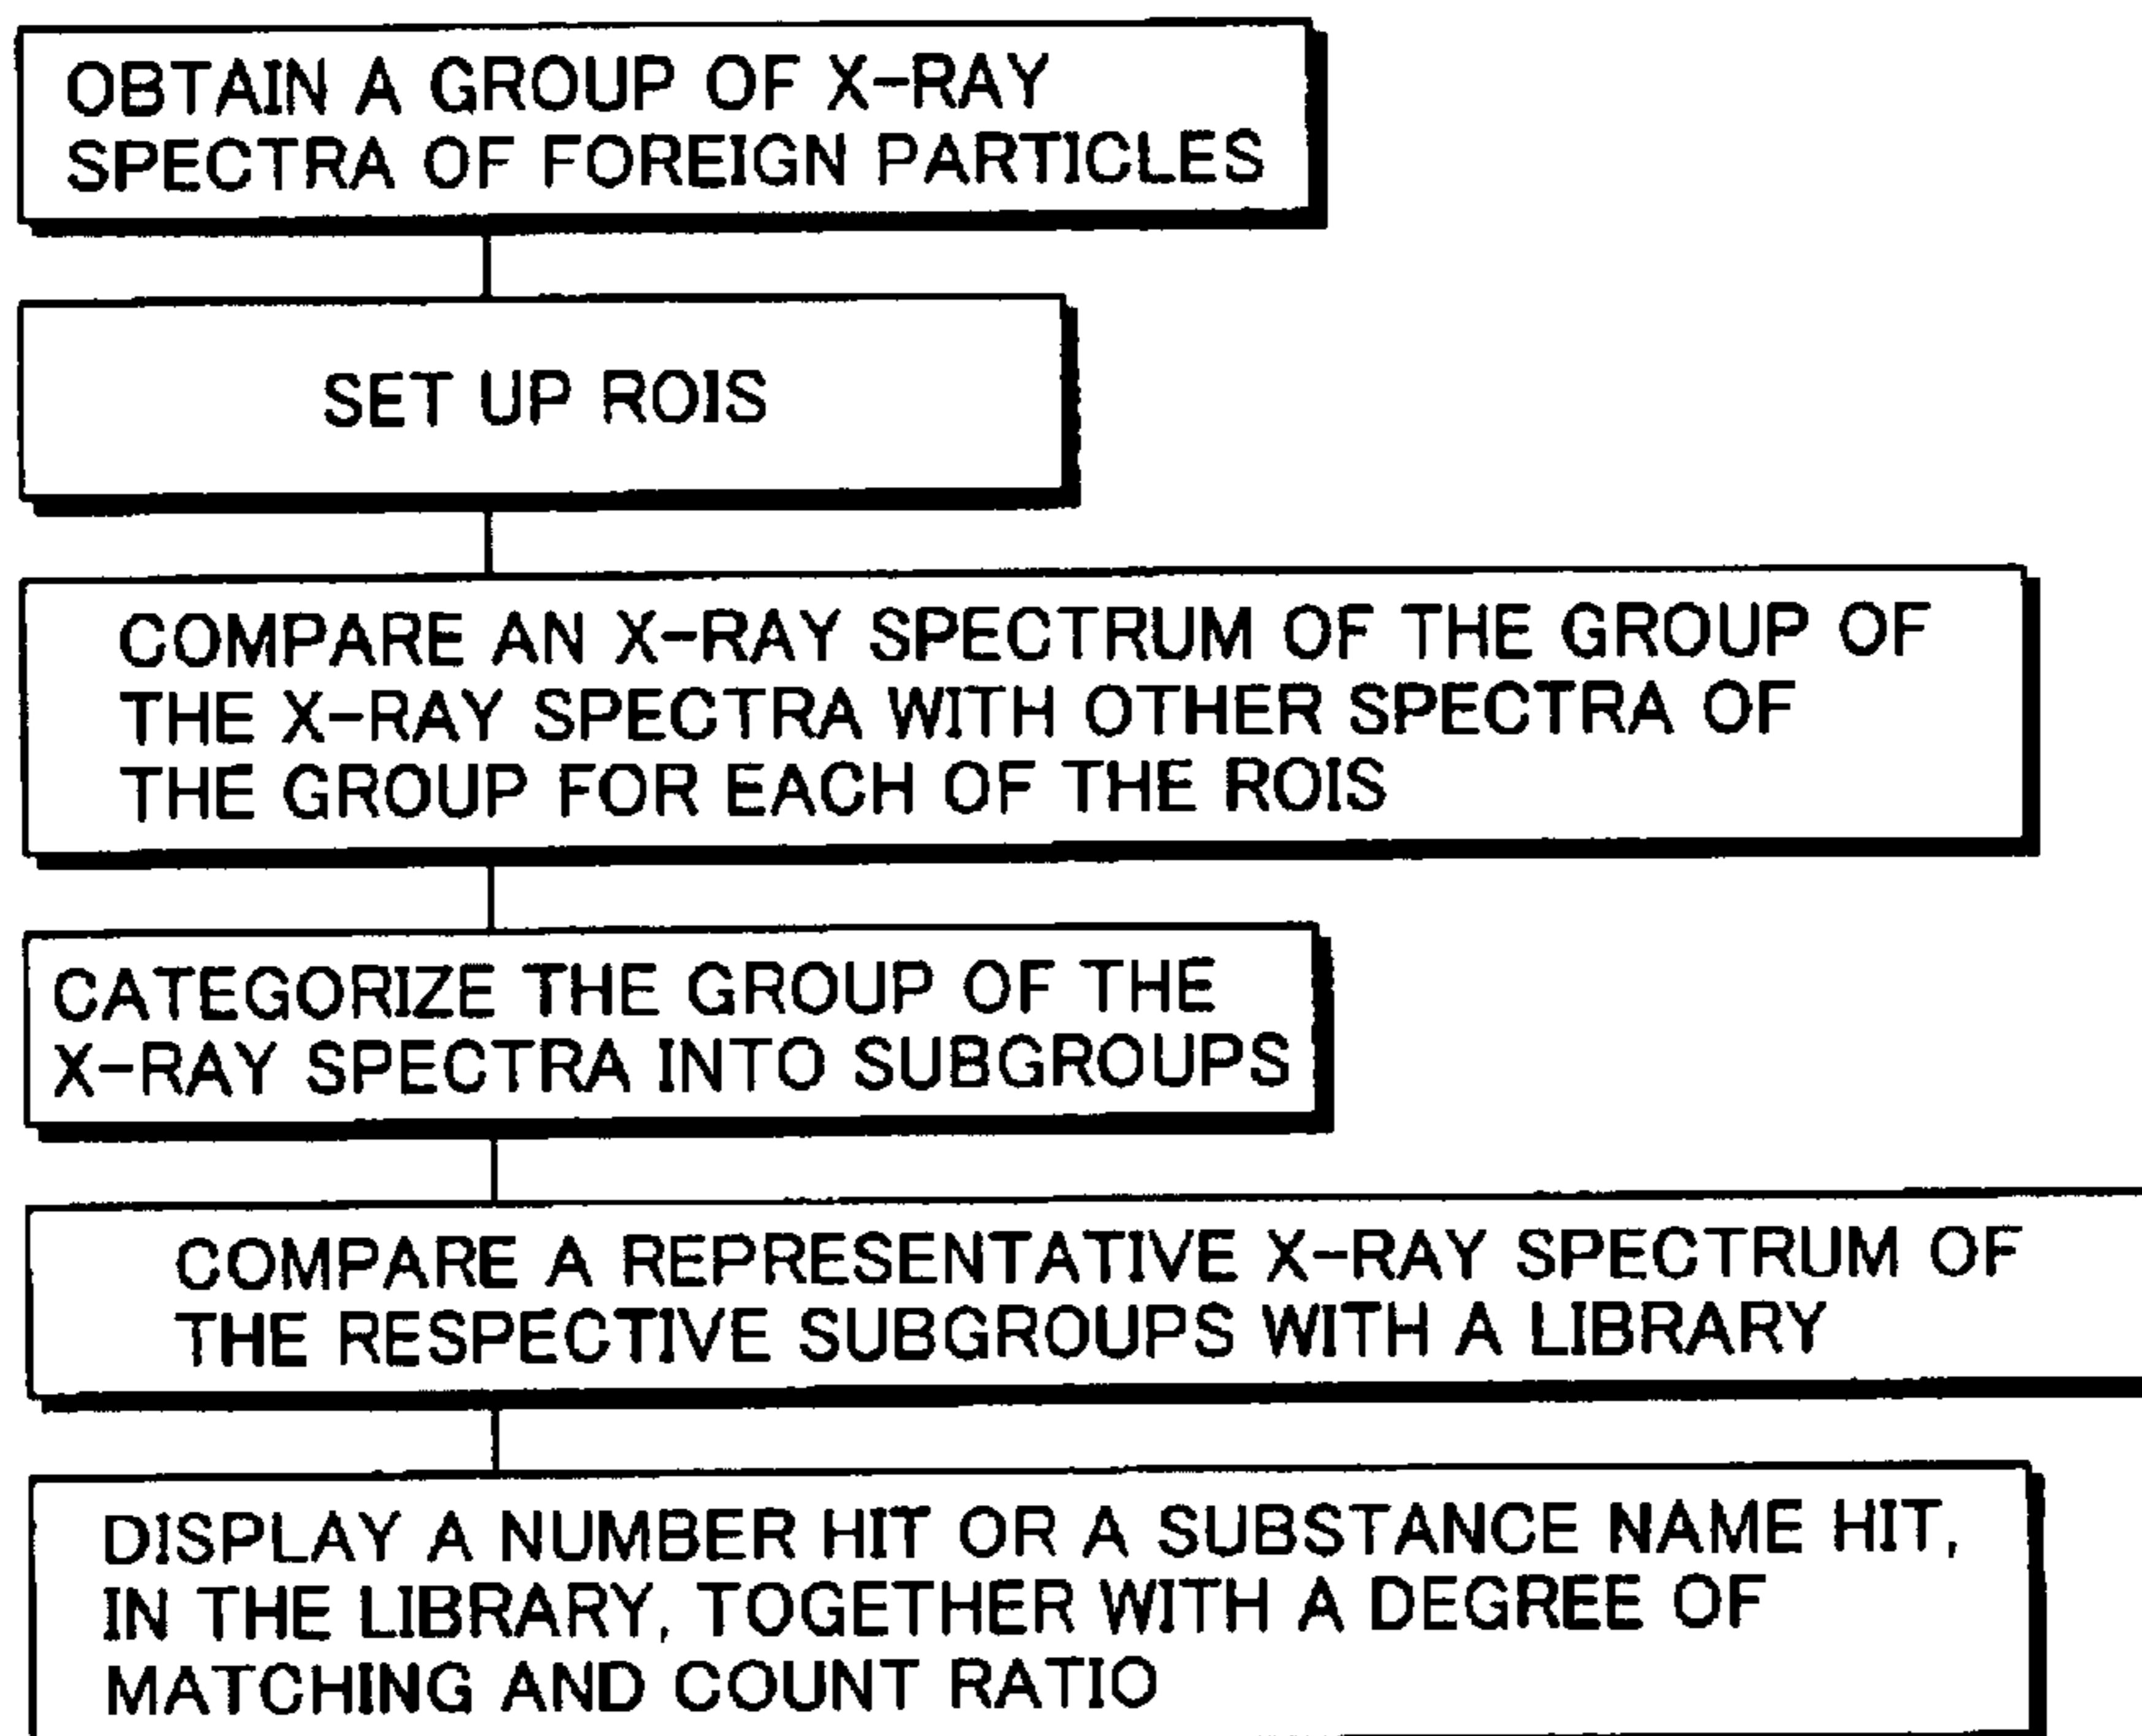 OBTAIN A GROUP OF X-RAY
SPECTRA OF FOREIGN PARTICLES
SET UP ROIS
COMPARE AN X-RAY SPECTRUM OF THE GROUP OF
THE X-RAY SPECTRA WITH OTHER SPECTRA OF
THE GROUP FOR EACH OF THE ROIS
CATEGORIZE THE GROUP OF THE
X-RAY SPECTRA INTO SUBGROUPS
COMPARE A REPRESENTATIVE X-RAY SPECTRUM OF
THE RESPECTIVE SUBGROUPS WITH A LIBRARY
DISPLAY A NUMBER HIT OR A SUBSTANCE NAME HIT,
IN THE LIBRARY, TOGETHER WITH A DEGREE OF
MATCHING AND COUNT RATIO